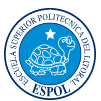 ESCUELA SUPERIOR POLITECNICA DEL LITORAL
ESPOL